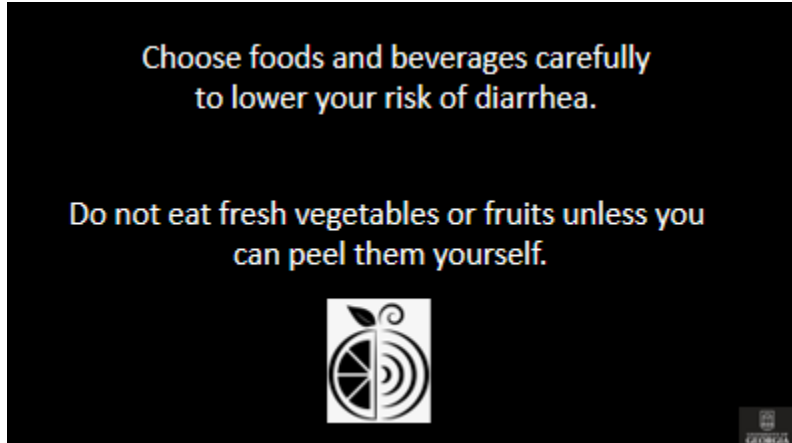 Choose foods and beverages carefully
to lower your risk of diarrhea.
Do not eat fresh vegetables or fruits unless you
can peel them yourself.
GEORGIA